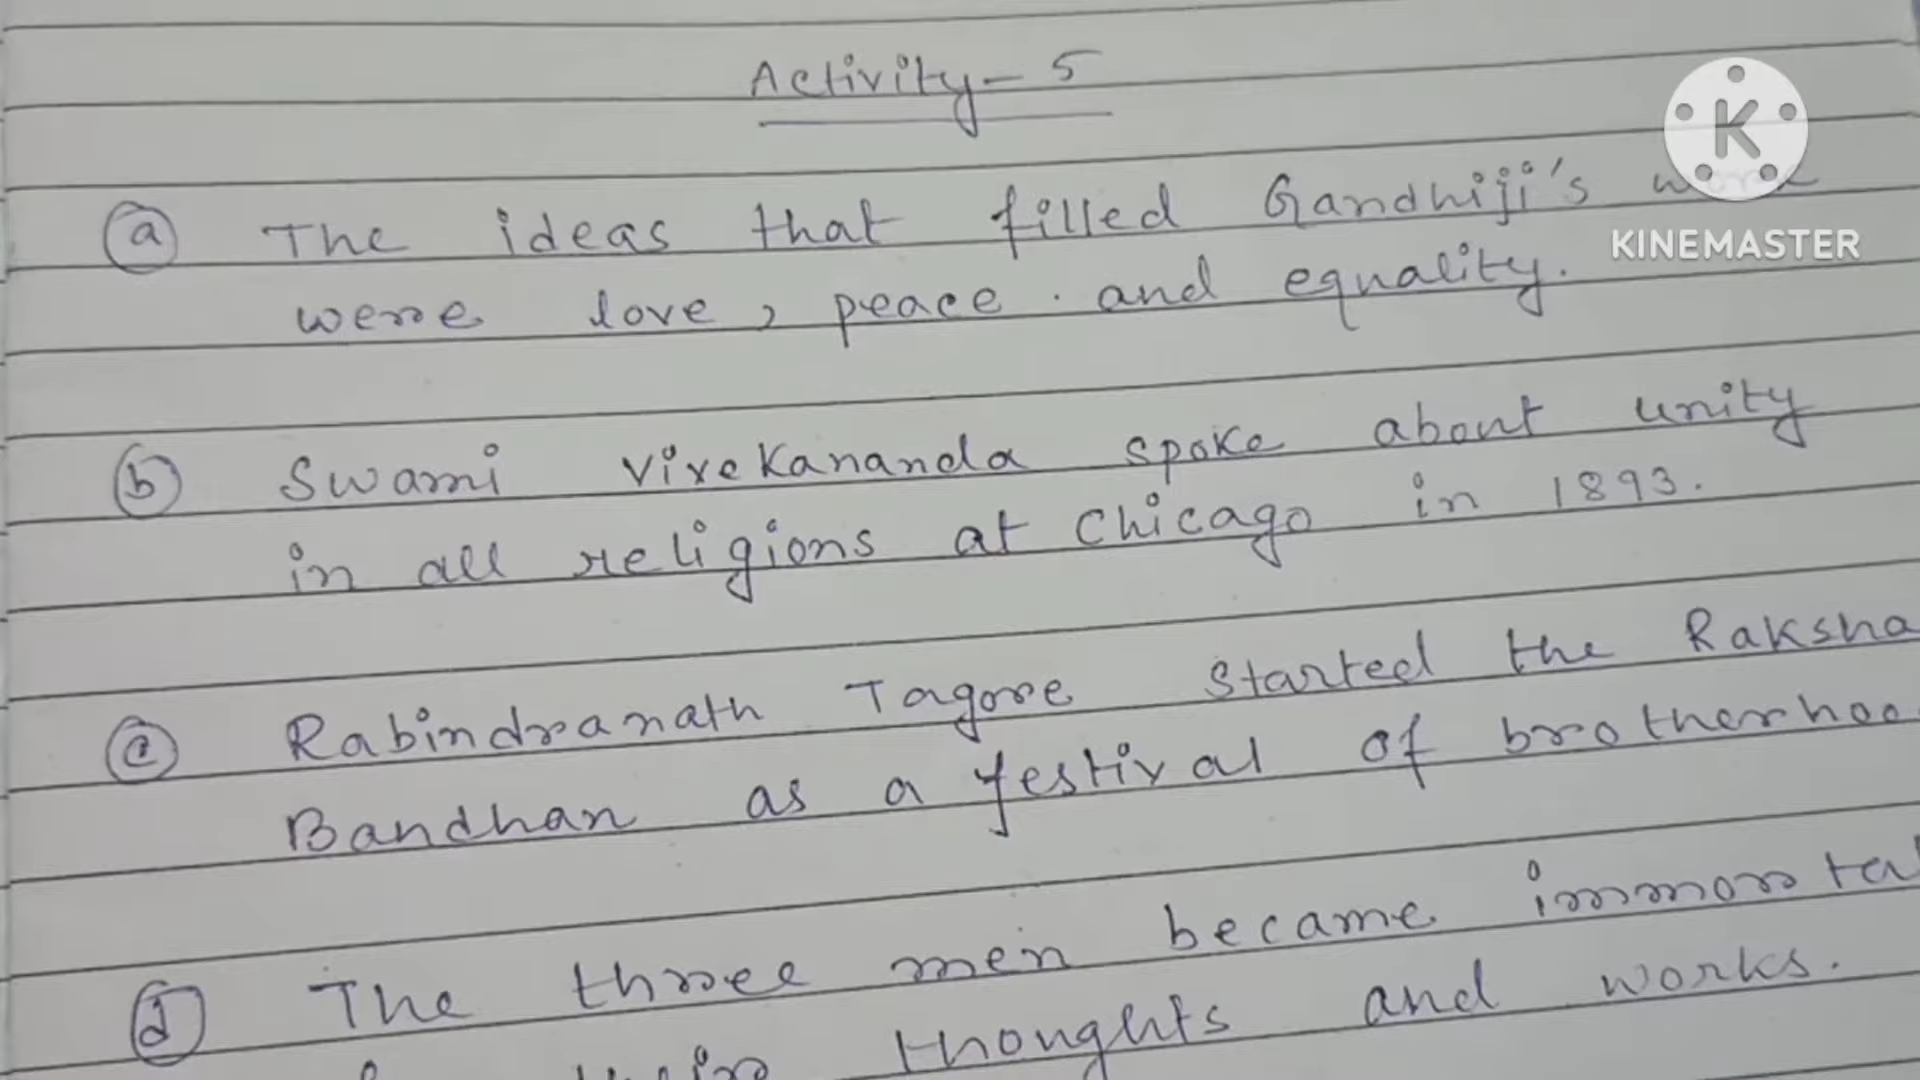 Activity - 5
K
KINEMASTER
(a) The ideas that filled Gandhiji's
were love, peace and equality.
(b) Swami Vivekananda spoke about unity
in all religions at Chicago in 1893.
(c) Rabindranath Tagore started the Raksha
Bandhan as a festival of brotherhoo
(d) The three men became immortal
their thoughts and works.